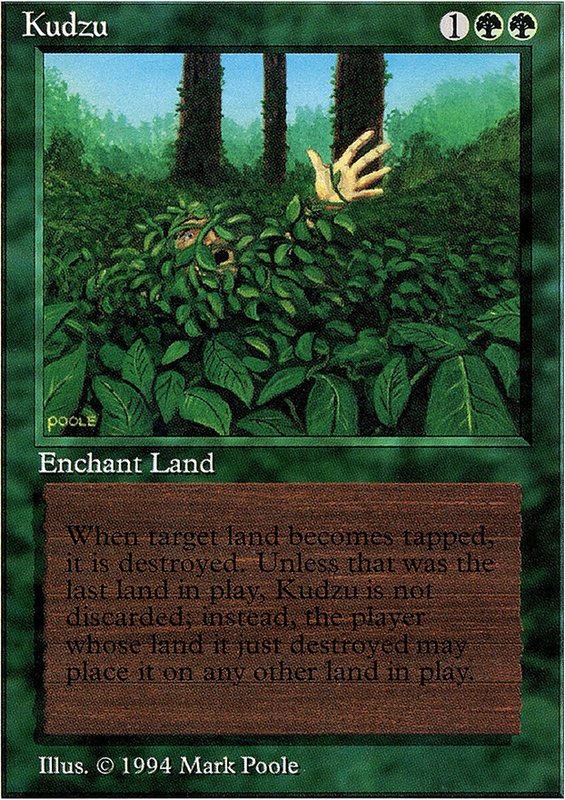 Kudzu 1
POOLE
Enchant Land
When target land becomes tapped,
it is destroyed. Unless that was the
last land in play, Kudzu is not
discarded; instead, the player
whose land it just destroyed may
place it on any other land in play.
Illus. © 1994 Mark Poole